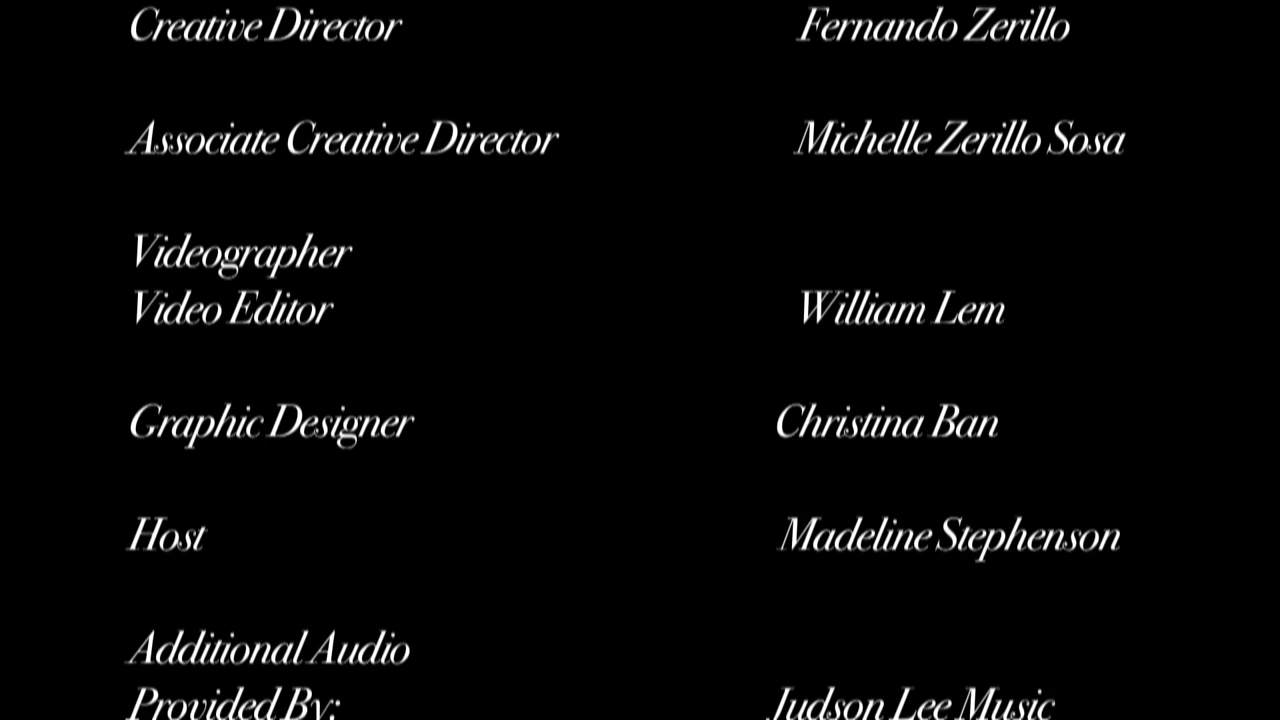 Creative Director Fernando Zerillo
Associate Creative Director Michelle Zerillo Sosa
Videographer
Video Editor William Lem
Graphic Designer Christina Ban
Host Madeline Stephenson
Additional Audio
Provided By: Judson Lee Music